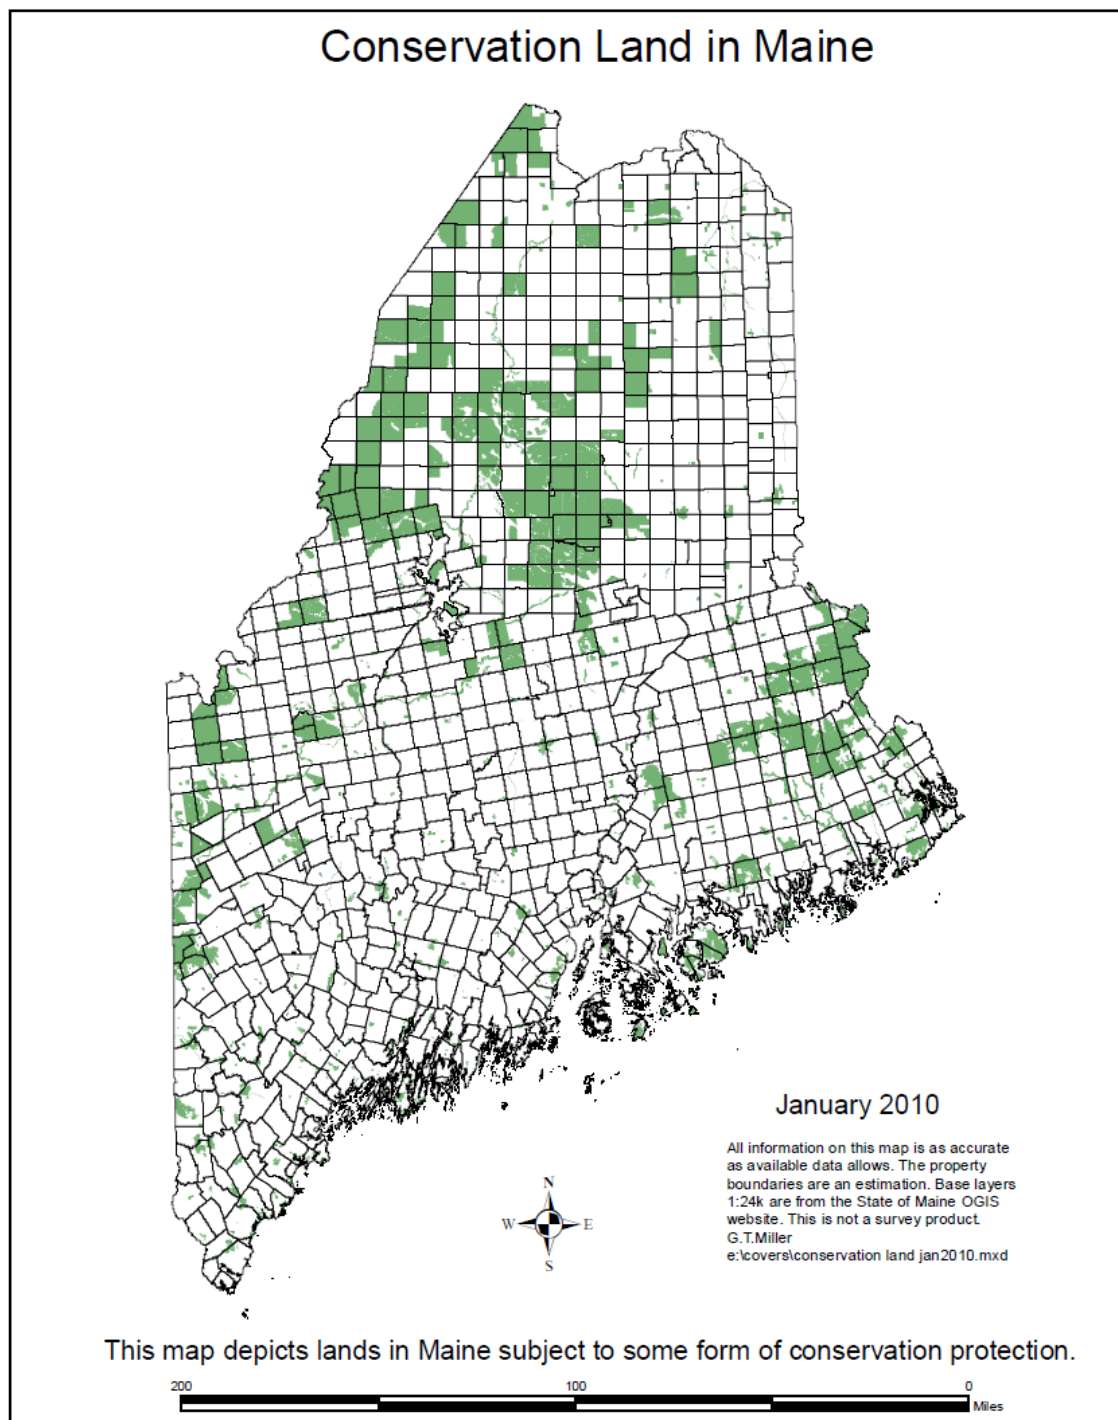 Conservation Land in Maine
January 2010
All information on this map is as accurate
as available data allows. The property
boundaries are an estimation. Base layers
1:24k are from the State of Maine OGIS
website. This is not a survey product.
G.T.Miller
e:\covers\conservation land jan2010.mxd
N
W E
S
This map depicts lands in Maine subject to some form of conservation protection.
200 100 0
Miles